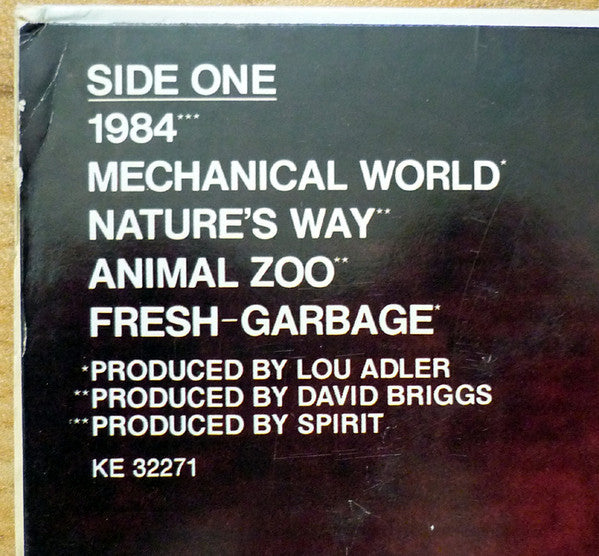 SIDE ONE
1984***
MECHANICAL WORLD*
NATURE'S WAY**
ANIMAL ZOO**
FRESH-GARBAGE*
*PRODUCED BY LOU ADLER
**PRODUCED BY DAVID BRIGGS
***PRODUCED BY SPIRIT
KE 32271